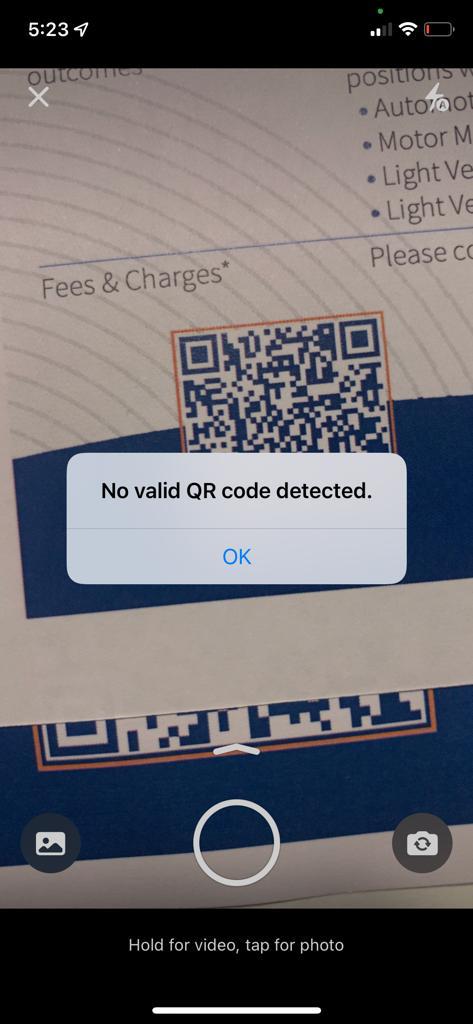 5:23
outcomes
positions w
• Automot
• Motor M
• Light Ve
• Light Ve
Fees & Charges*
Please co
No valid QR code detected.
OK
Hold for video, tap for photo